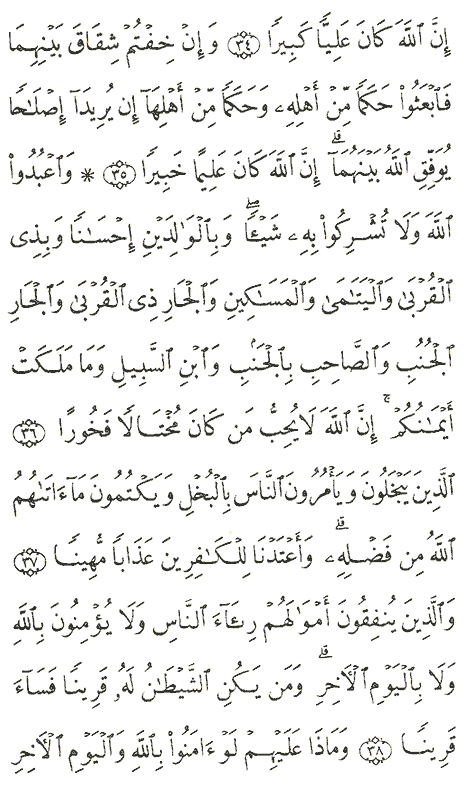 إِنَّ ٱللَّهَ كَانَ عَلِيًّا كَبِيرًا ﴿٣٤﴾ وَإِنْ خِفْتُمْ شِقَاقَ بَيْنِهِمَا
فَٱبْعَثُوا۟ حَكَمًا مِّنْ أَهْلِهِۦ وَحَكَمًا مِّنْ أَهْلِهَآ إِن يُرِيدَآ إِصْلَٰحًا
يُوَفِّقِ ٱللَّهُ بَيْنَهُمَآ ۗ إِنَّ ٱللَّهَ كَانَ عَلِيمًا خَبِيرًا ﴿٣٥﴾ * وَٱعْبُدُوا۟
ٱللَّهَ وَلَا تُشْرِكُوا۟ بِهِۦ شَيْـًٔا ۖ وَبِٱلْوَٰلِدَيْنِ إِحْسَٰنًا وَبِذِى
ٱلْقُرْبَىٰ وَٱلْيَتَٰمَىٰ وَٱلْمَسَٰكِينِ وَٱلْجَارِ ذِى ٱلْقُرْبَىٰ وَٱلْجَارِ
ٱلْجُنُبِ وَٱلصَّاحِبِ بِٱلْجَنۢبِ وَٱبْنِ ٱلسَّبِيلِ وَمَا مَلَكَتْ
أَيْمَٰنُكُمْ ۚ إِنَّ ٱللَّهَ لَا يُحِبُّ مَن كَانَ مُخْتَالًا فَخُورًا ﴿٣٦﴾
ٱلَّذِينَ يَبْخَلُونَ وَيَأْمُرُونَ ٱلنَّاسَ بِٱلْبُخْلِ وَيَكْتُمُونَ مَآ ءَاتَىٰهُمُ
ٱللَّهُ مِن فَضْلِهِۦ ۗ وَأَعْتَدْنَا لِلْكَٰفِرِينَ عَذَابًا مُّهِينًا ﴿٣٧﴾
وَٱلَّذِينَ يُنفِقُونَ أَمْوَٰلَهُمْ رِئَآءَ ٱلنَّاسِ وَلَا يُؤْمِنُونَ بِٱللَّهِ
وَلَا بِٱلْيَوْمِ ٱلْءَاخِرِ ۗ وَمَن يَكُنِ ٱلشَّيْطَٰنُ لَهُۥ قَرِينًا فَسَآءَ
قَرِينًا ﴿٣٨﴾ وَمَاذَا عَلَيْهِمْ لَوْ ءَامَنُوا۟ بِٱللَّهِ وَٱلْيَوْمِ ٱلْءَاخِرِ